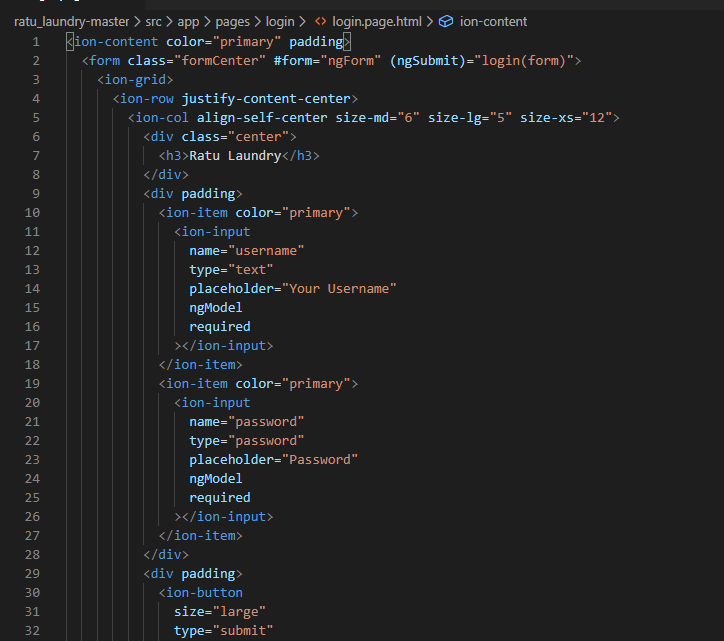 ratu_laundry-master > src > app > pages > login > <> login.page.html > ion-content
1 <ion-content color="primary" padding>
2 <form class="formCenter" #form="ngForm" (ngSubmit)="login(form)">
3 <ion-grid>
4 <ion-row justify-content-center>
5 <ion-col align-self-center size-md="6" size-lg="5" size-xs="12">
6 <div class="center">
7 <h3>Ratu Laundry</h3>
8 </div>
9 <div padding>
10 <ion-item color="primary">
11 <ion-input
12 name="username"
13 type="text"
14 placeholder="Your Username"
15 ngModel
16 required
17 ></ion-input>
18 </ion-item>
19 <ion-item color="primary">
20 <ion-input
21 name="password"
22 type="password"
23 placeholder="Password"
24 ngModel
25 required
26 ></ion-input>
27 </ion-item>
28 </div>
29 <div padding>
30 <ion-button
31 size="large"
32 type="submit"